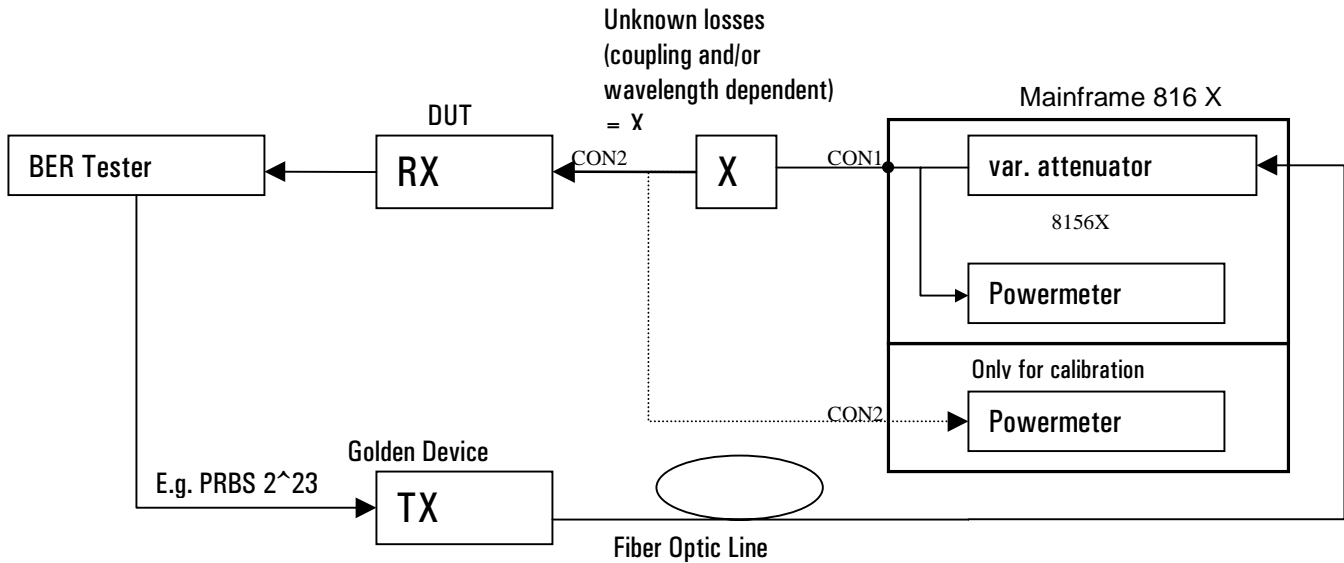 Unknown losses
(coupling and/or
wavelength dependent)
= X
Mainframe 816 X
DUT
BER Tester
RX
CON2
X
CON1
var. attenuator
8156X
Powermeter
Only for calibration
CON2
Powermeter
Golden Device
E.g. PRBS 2^23
TX
Fiber Optic Line